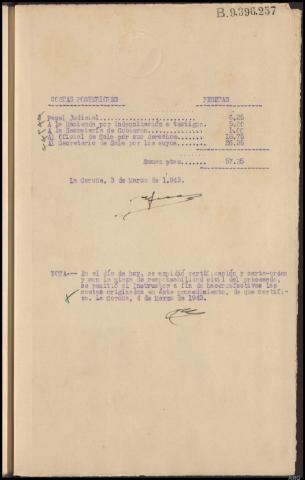 B.9.396.257
COSTAS POSTERIORES PESETAS
Papel Judicial 6.25
A la Hacienda por indemnización a testigos. 5.00
A la Secretaría de Gobierno 1.00
Al Oficial de Sala por sus derechos 18.75
Al Secretario de Sala por los suyos 26.25
Suman ptas. 57.25
La Coruña, 3 de Marzo de 1.943.
NOTA.-- En el día de hoy, se expidió certificación y carta-orden
y con la pieza de responsabilidad civil del procesado,
se remitió al Instructor a fin de hacer efectivas las
costas originadas en este procedimiento, de que certifi-
co. La Coruña, 4 de Marzo de 1943.